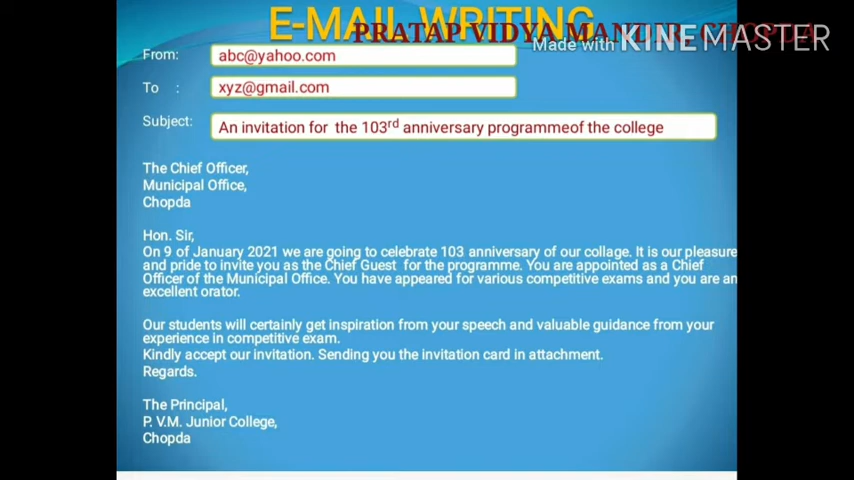 E-MAIL WRITING
PRATAP VIDYA MANDIR, CHOPDA
Made with KINEMASTER
From: abc@yahoo.com
To : xyz@gmail.com
Subject: An invitation for the 103rd anniversary programmeof the college
The Chief Officer,
Municipal Office,
Chopda
Hon. Sir,
On 9 of January 2021 we are going to celebrate 103 anniversary of our collage. It is our pleasure
and pride to invite you as the Chief Guest for the programme. You are appointed as a Chief
Officer of the Municipal Office. You have appeared for various competitive exams and you are an
excellent orator.
Our students will certainly get inspiration from your speech and valuable guidance from your
experience in competitive exam.
Kindly accept our invitation. Sending you the invitation card in attachment.
Regards.
The Principal,
P. V.M. Junior College,
Chopda